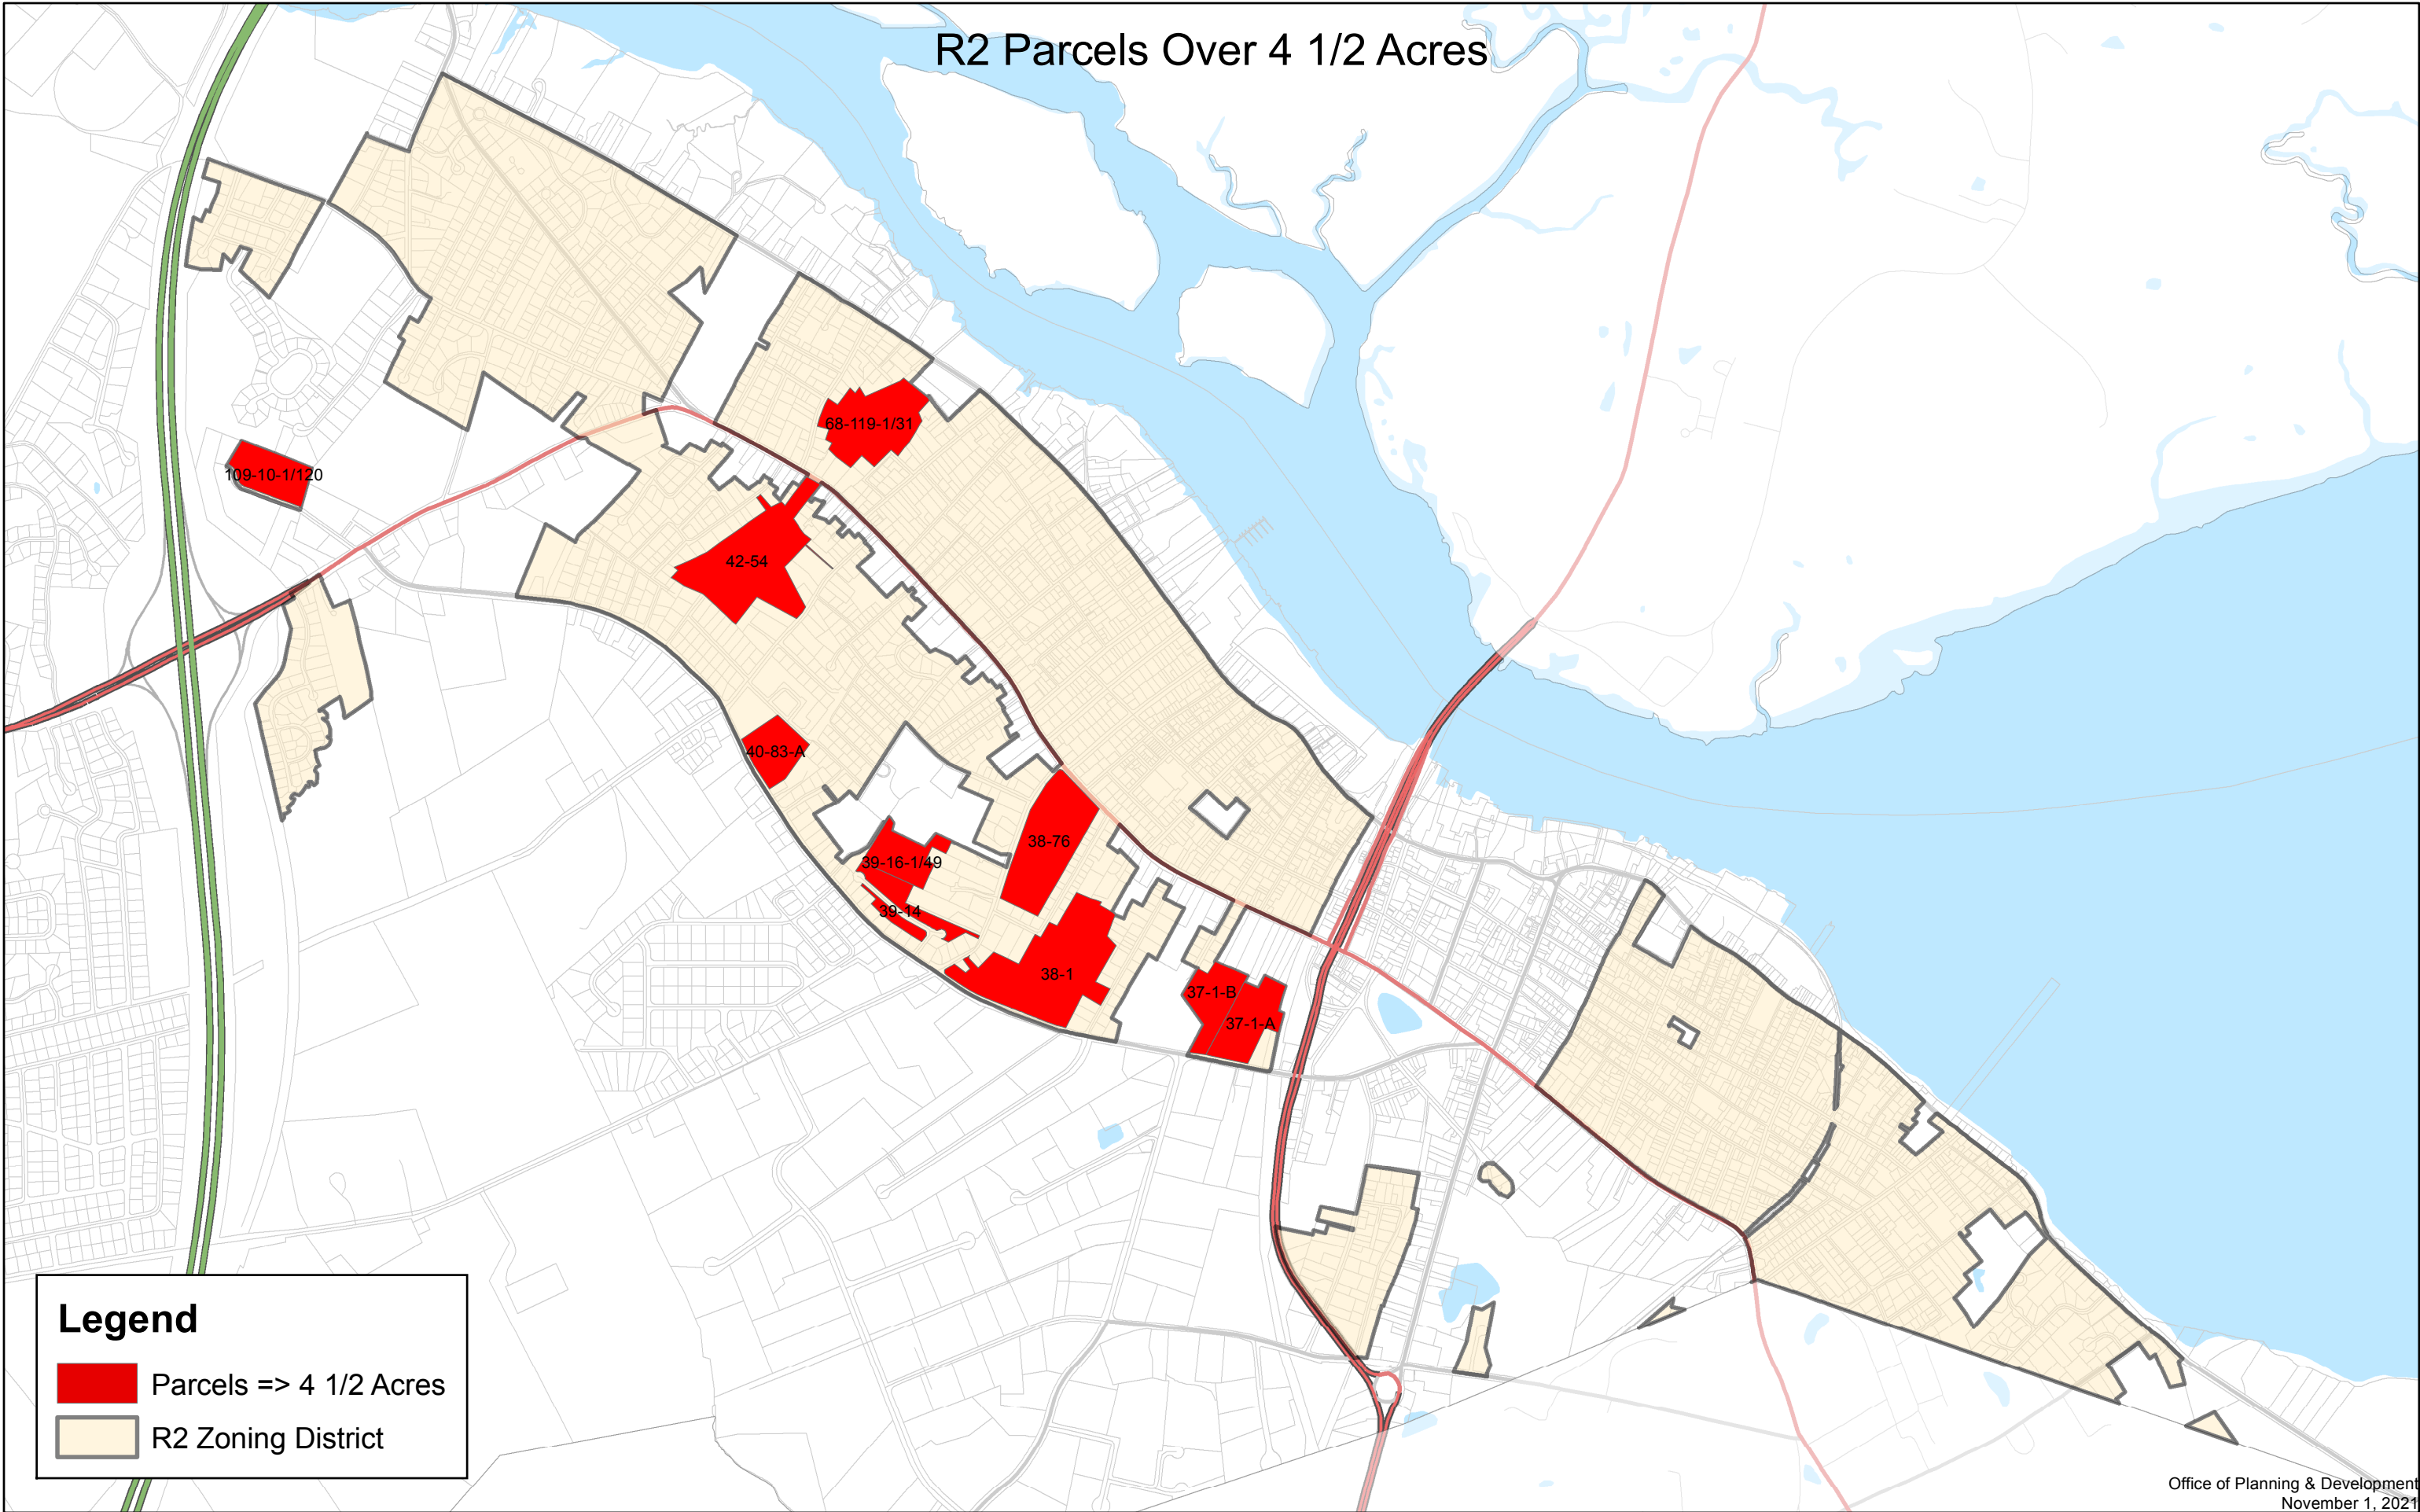 R2 Parcels Over 4 1/2 Acres
68-119-1/31
109-10-1/120
42-54
40-83-A
38-76
39-16-1/49
39-14
38-1
37-1-B
37-1-A
Legend
Parcels => 4 1/2 Acres
R2 Zoning District
Office of Planning & Development
November 1, 2021